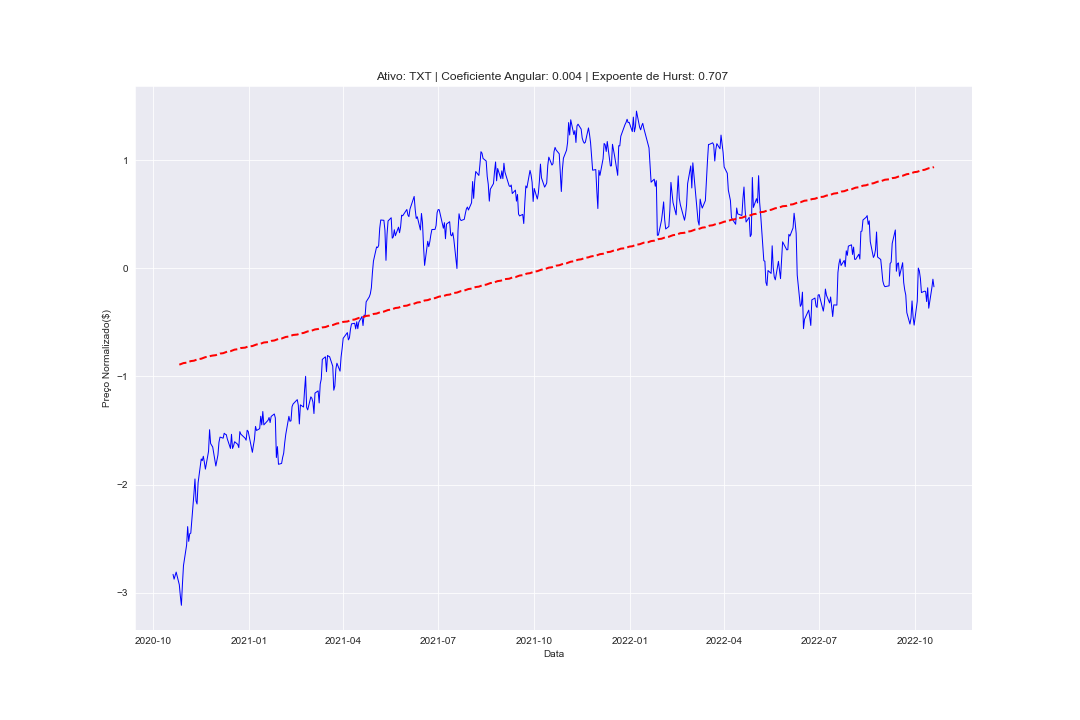 Ativo: TXT | Coeficiente Angular: 0.004 | Expoente de Hurst: 0.707
Preço Normalizado($)
1
0
−1
−2
−3
2020-10 2021-01 2021-04 2021-07 2021-10 2022-01 2022-04 2022-07 2022-10
Data